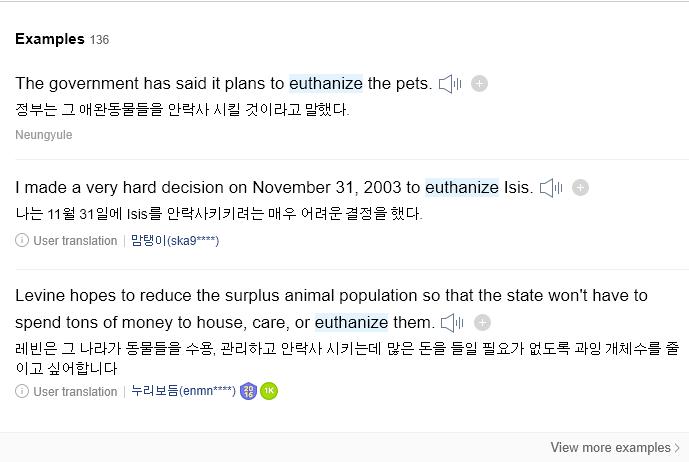 Examples 136
The government has said it plans to euthanize the pets.
정부는 그 애완동물들을 안락사 시킬 것이라고 말했다.
Neungyule
I made a very hard decision on November 31, 2003 to euthanize Isis.
나는 11월 31일에 Isis를 안락사키키려는 매우 어려운 결정을 했다.
User translation | 맘탱이(ska9****)
Levine hopes to reduce the surplus animal population so that the state won't have to
spend tons of money to house, care, or euthanize them.
레빈은 그 나라가 동물들을 수용, 관리하고 안락사 시키는데 많은 돈을 들일 필요가 없도록 과잉 개체수를 줄
이고 싶어합니다
User translation | 누리보듬(enmn****) 2016 1K
View more examples >